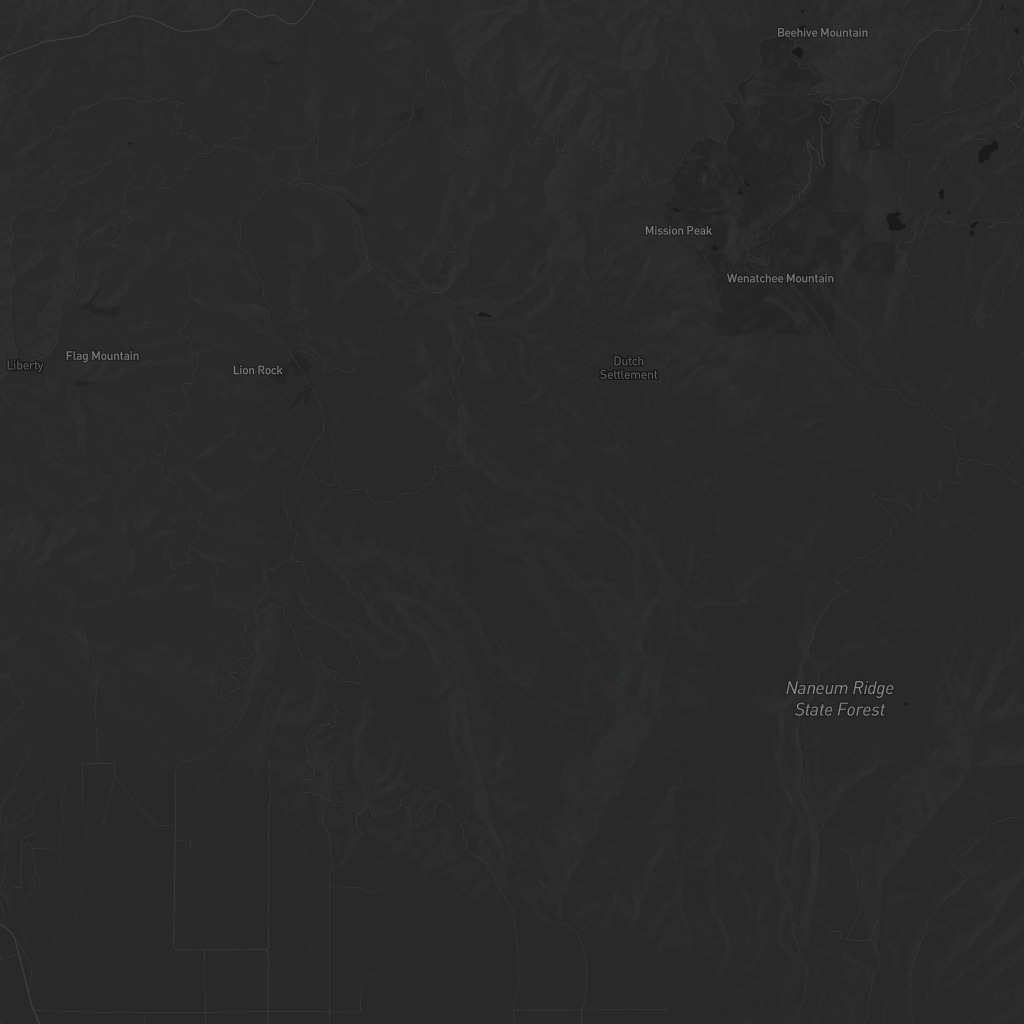 Beehive Mountain
Mission Peak
Wenatchee Mountain
Flag Mountain
Liberty
Lion Rock
Dutch
Settlement
Naneum Ridge
State Forest